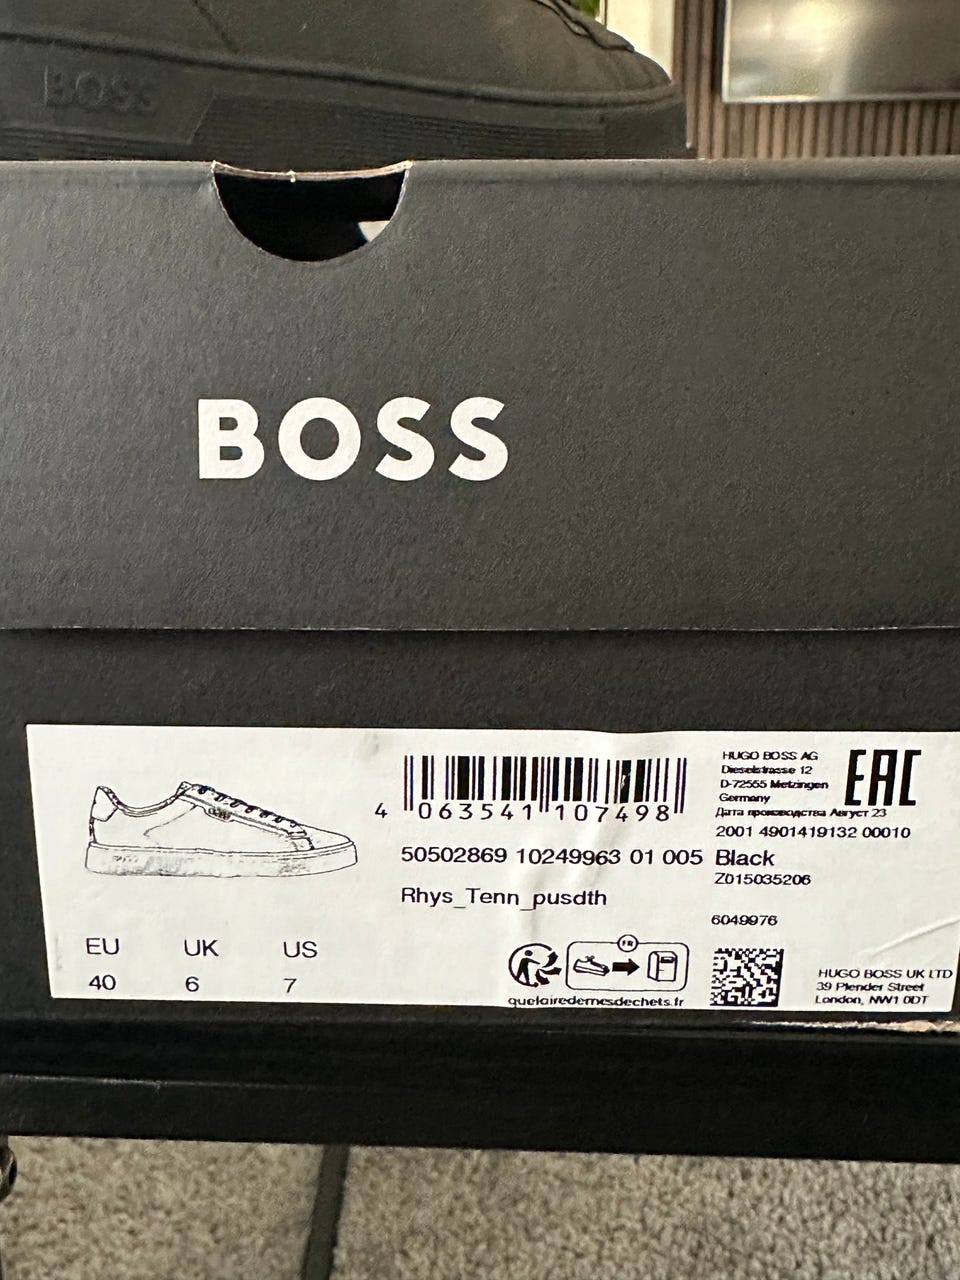 BOSS
BOSS
4 063541 107498
50502869 10249963 01 005 Black
Rhys_Tenn_pusdth
EU UK US
40 6 7
FR
quefairedemesdechets.fr
HUGO BOSS AG
Dieselstrasse 12
D-72555 Metzingen
Germany
Дата производства Август 23
EAC
2001 4901419132 00010
Z015035206
6049976
HUGO BOSS UK LTD
39 Plender Street
London, NW1 0DT